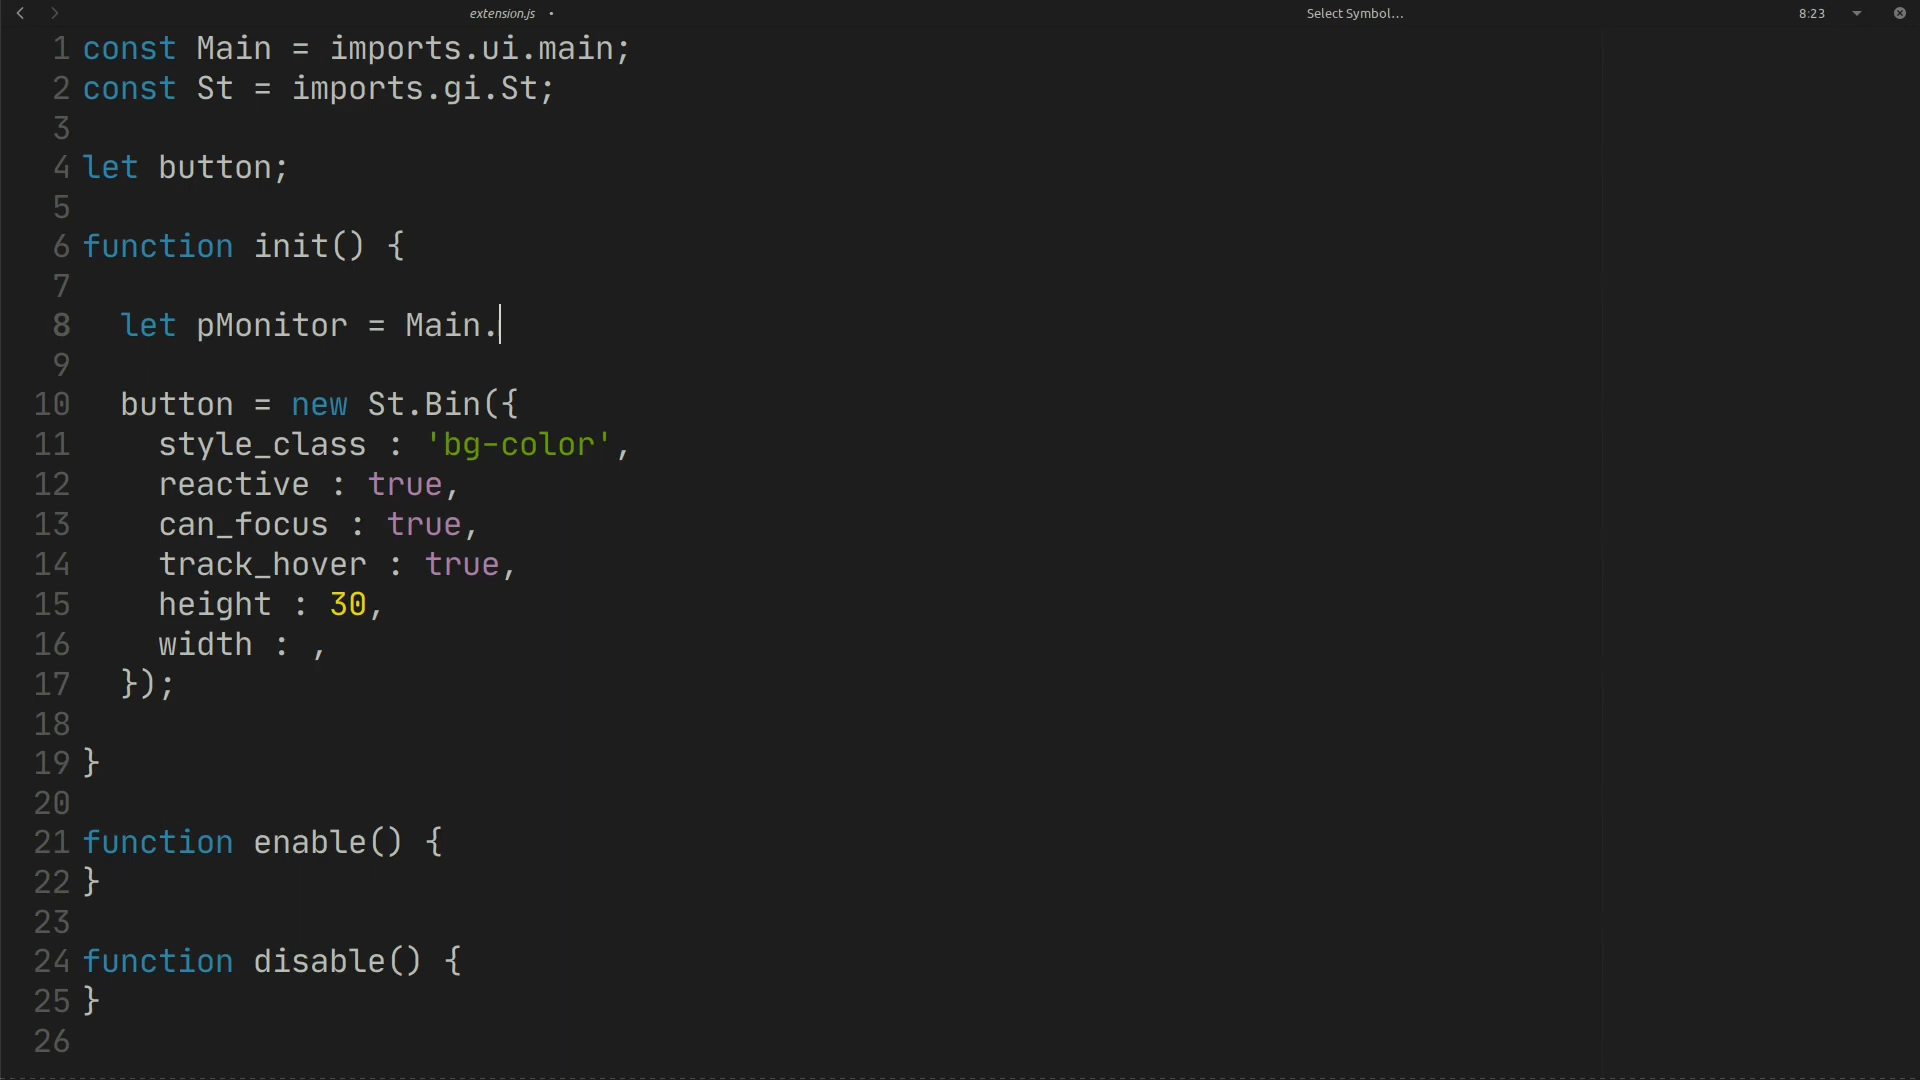 extension.js •
Select Symbol...
8:23
1 const Main = imports.ui.main;
2 const St = imports.gi.St;
3
4 let button;
5
6 function init() {
7
8   let pMonitor = Main.
9
10   button = new St.Bin({
11     style_class : 'bg-color',
12     reactive : true,
13     can_focus : true,
14     track_hover : true,
15     height : 30,
16     width : ,
17   });
18
19 }
20
21 function enable() {
22 }
23
24 function disable() {
25 }
26